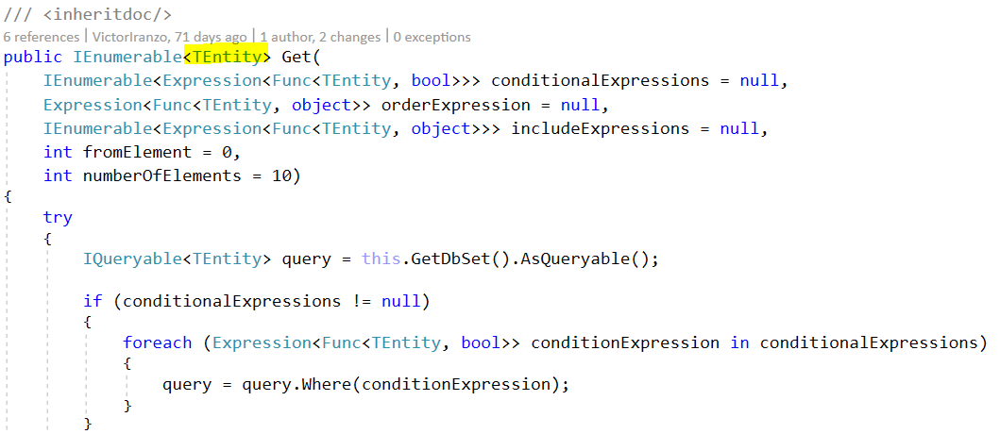 /// <inheritdoc/>
6 references | VictorIranzo, 71 days ago | 1 author, 2 changes | 0 exceptions
public IEnumerable<TEntity> Get(
    IEnumerable<Expression<Func<TEntity, bool>>> conditionalExpressions = null,
    Expression<Func<TEntity, object>> orderExpression = null,
    IEnumerable<Expression<Func<TEntity, object>>> includeExpressions = null,
    int fromElement = 0,
    int numberOfElements = 10)
{
    try
    {
        IQueryable<TEntity> query = this.GetDbSet().AsQueryable();
        if (conditionalExpressions != null)
        {
            foreach (Expression<Func<TEntity, bool>> conditionExpression in conditionalExpressions)
            {
                query = query.Where(conditionExpression);
            }
        }